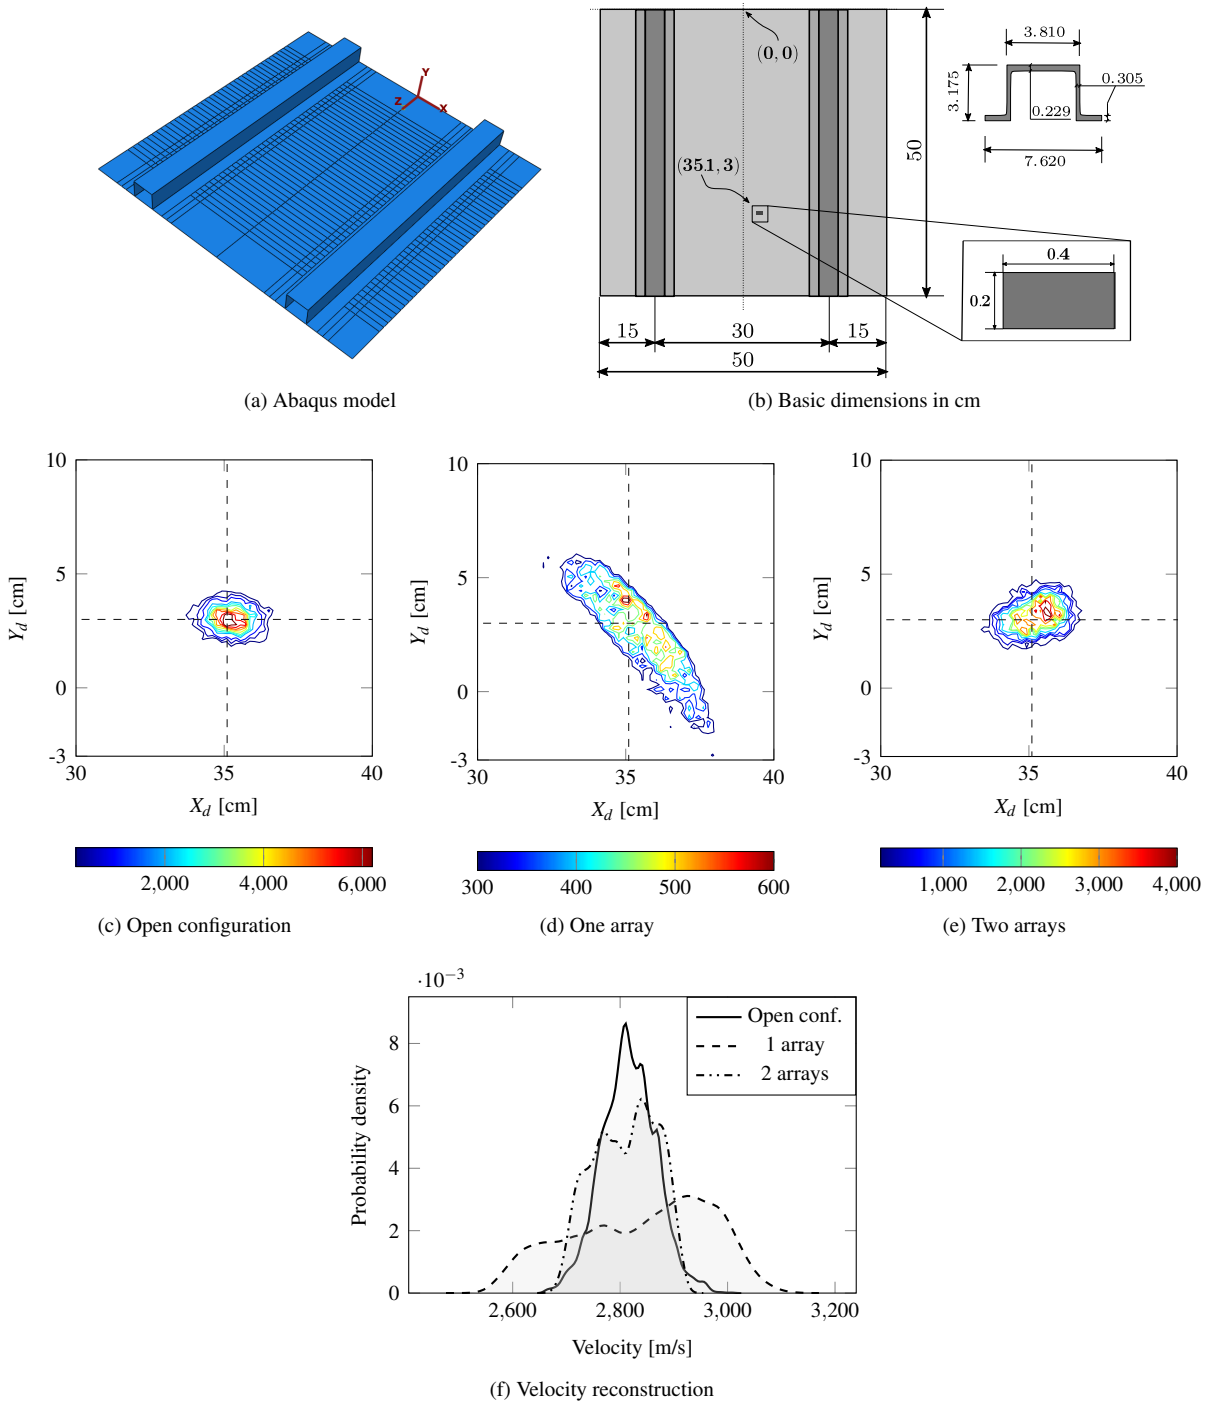 Y
Z
X
(a) Abaqus model
(0, 0)
(35.1, 3)
50
15
30
15
50
3.810
3.175
0.305
0.229
7.620
0.4
0.2
(b) Basic dimensions in cm
10
5
0
-3
30
35
40
Y_d [cm]
X_d [cm]
2,000
4,000
6,000
(c) Open configuration
10
5
0
-3
30
35
40
Y_d [cm]
X_d [cm]
300
400
500
600
(d) One array
10
5
0
-3
30
35
40
Y_d [cm]
X_d [cm]
1,000
2,000
3,000
4,000
(e) Two arrays
·10⁻³
Open conf.
1 array
2 arrays
8
6
4
2
0
2,600
2,800
3,000
3,200
Probability density
Velocity [m/s]
(f) Velocity reconstruction